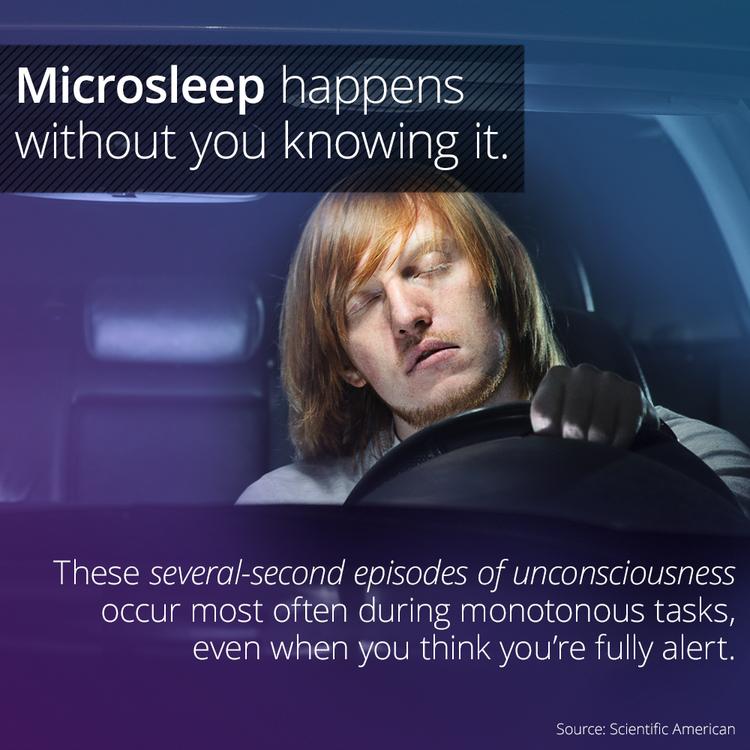 Microsleep happens
without you knowing it.
These several-second episodes of unconsciousness
occur most often during monotonous tasks,
even when you think you’re fully alert.
Source: Scientific American